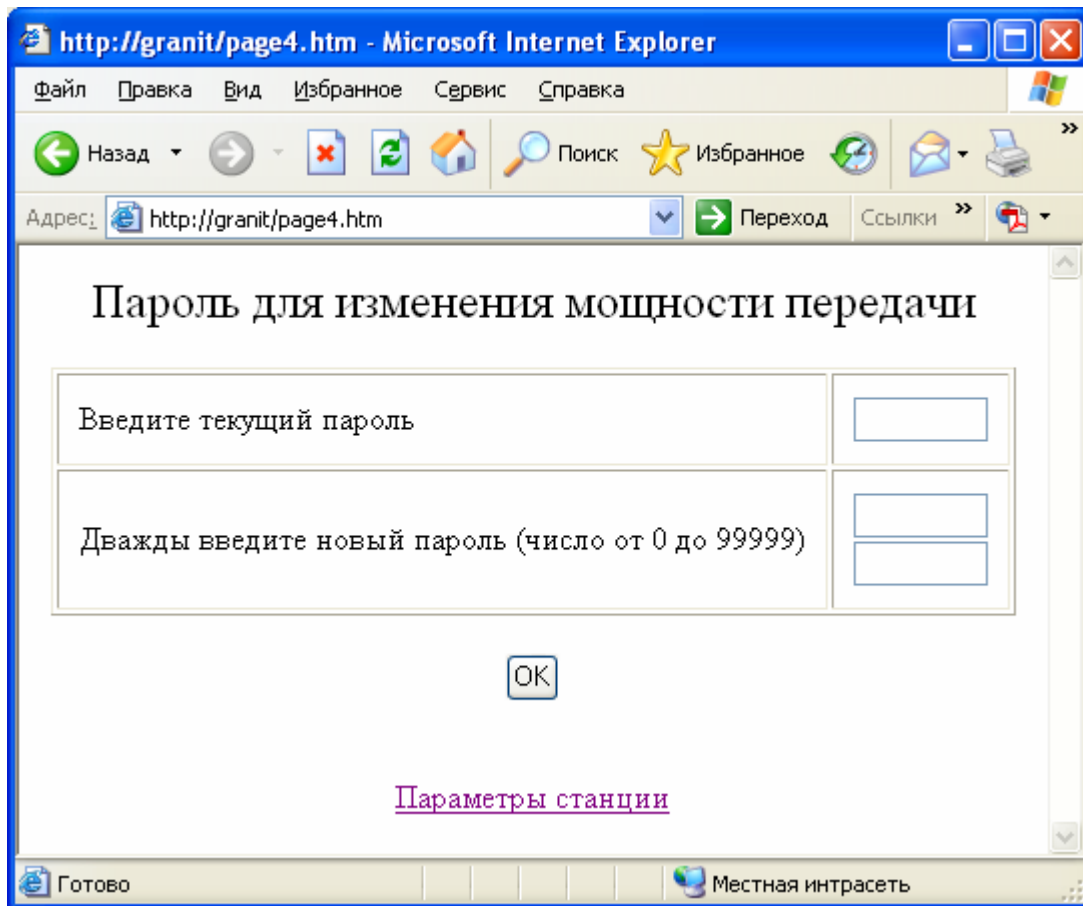 http://granit/page4.htm - Microsoft Internet Explorer
Файл Правка Вид Избранное Сервис Справка
Назад Поиск Избранное »
Адрес: http://granit/page4.htm Переход Ссылки »
Пароль для изменения мощности передачи
Введите текущий пароль
Дважды введите новый пароль (число от 0 до 99999)
OK
Параметры станции
Готово Местная интрасеть